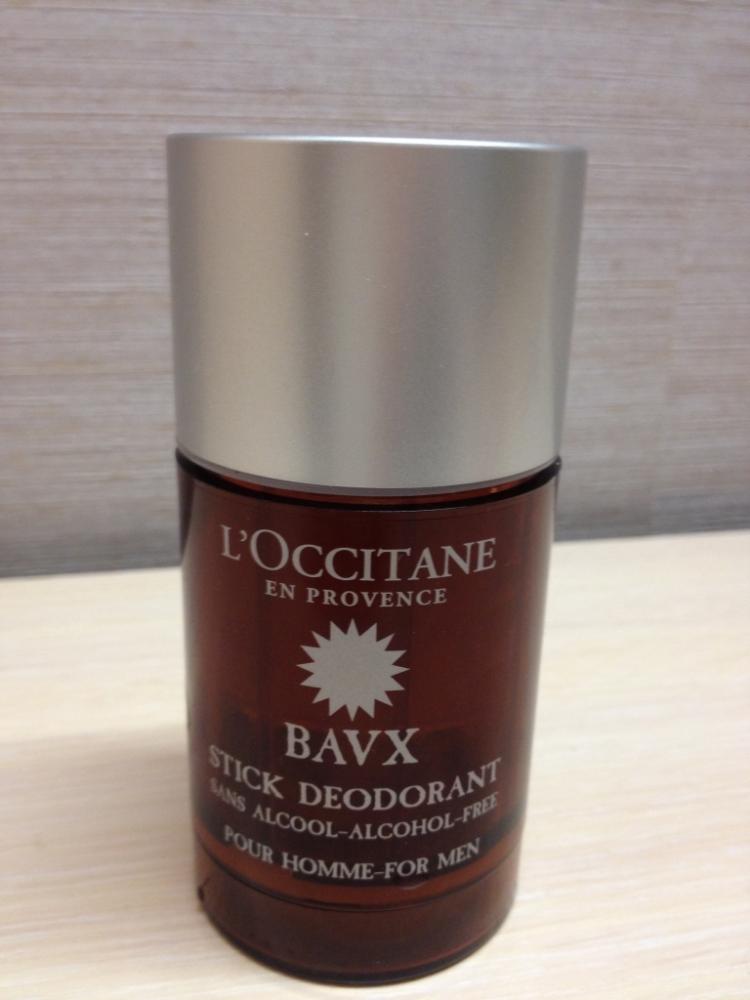 L'OCCITANE
EN PROVENCE
BAVX
STICK DEODORANT
SANS ALCOOL-ALCOHOL-FREE
POUR HOMME-FOR MEN